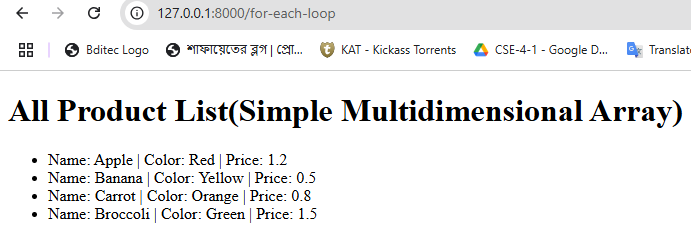 127.0.0.1:8000/for-each-loop
Bditec Logo
শাফায়েতের ব্লগ | প্রো...
KAT - Kickass Torrents
CSE-4-1 - Google D...
Translat
All Product List(Simple Multidimensional Array)
• Name: Apple | Color: Red | Price: 1.2
• Name: Banana | Color: Yellow | Price: 0.5
• Name: Carrot | Color: Orange | Price: 0.8
• Name: Broccoli | Color: Green | Price: 1.5